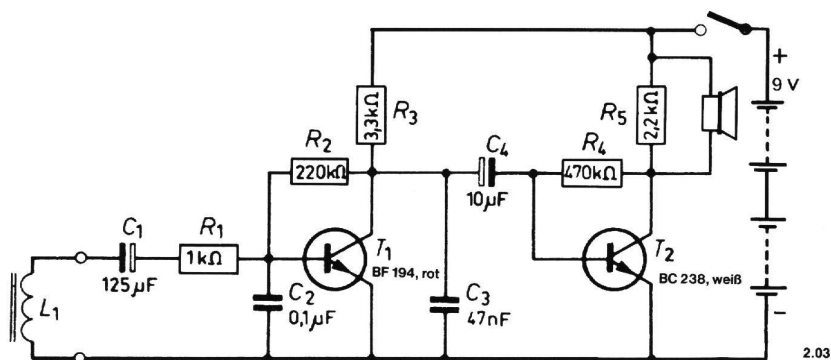 +
9 V
3,3kΩ
R3
R5
2,2kΩ
R2
220kΩ
C4
10µF
R4
470kΩ
C1
125µF
R1
1kΩ
T1
BF 194, rot
T2
BC 238, weiß
L1
C2
0,1µF
C3
47nF
−
2.03